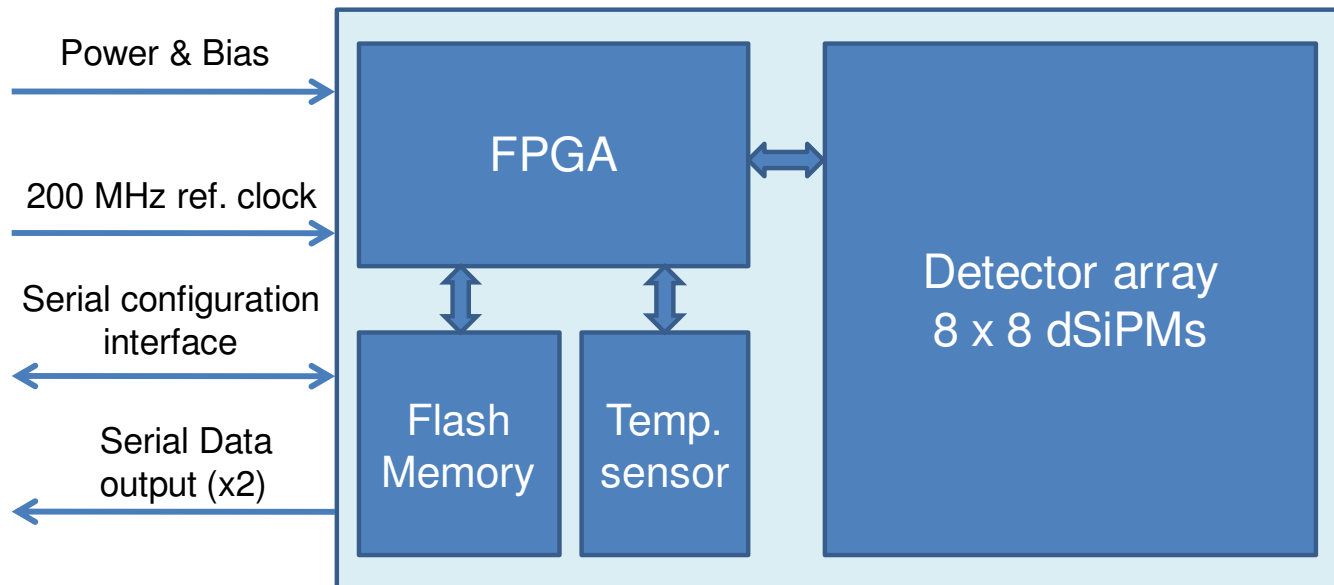 Power & Bias
200 MHz ref. clock
Serial configuration
interface
Serial Data
output (x2)
FPGA
Flash
Memory
Temp.
sensor
Detector array
8 x 8 dSiPMs